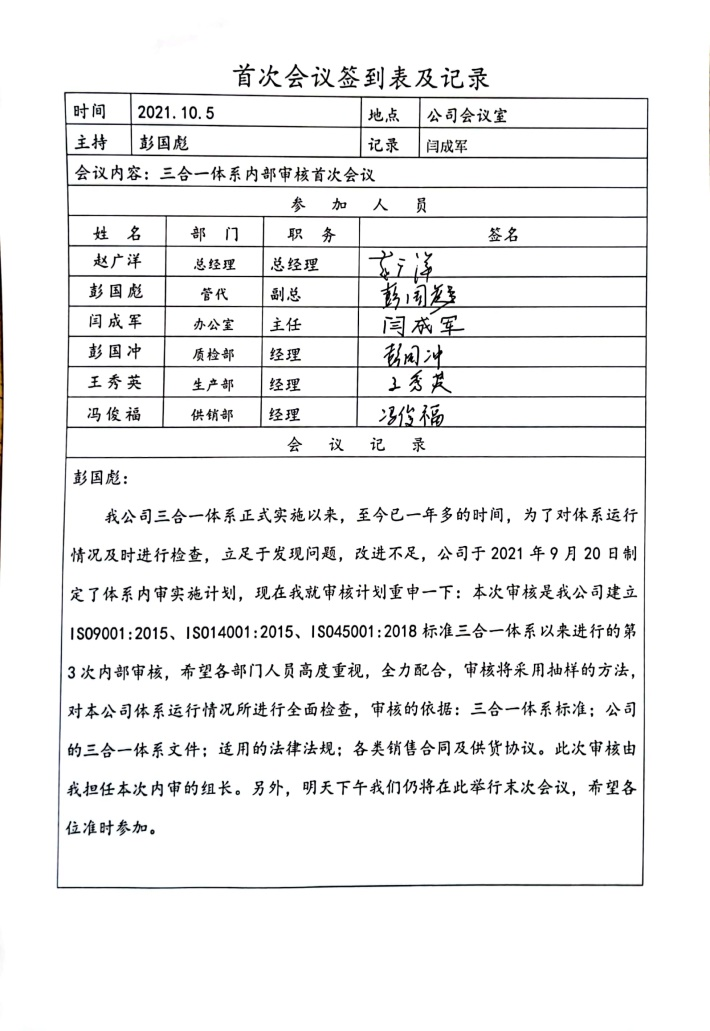 首次会议签到表及记录
时间 2021.10.5 地点 公司会议室
主持 彭国彪 记录 闫成军
会议内容：三合一体系内部审核首次会议
参 加 人 员
姓 名 部 门 职 务 签名
赵广洋 总经理 总经理 赵广洋
彭国彪 管代 副总 彭国彪
闫成军 办公室 主任 闫成军
彭国冲 质检部 经理 彭国冲
王秀英 生产部 经理 王秀英
冯俊福 供销部 经理 冯俊福
会 议 记 录
彭国彪：
我公司三合一体系正式实施以来，至今已一年多的时间，为了对体系运行
情况及时进行检查，立足于发现问题，改进不足，公司于 2021 年 9 月 20 日制
定了体系内审实施计划，现在我就审核计划重申一下：本次审核是我公司建立
ISO9001:2015、ISO14001:2015、ISO45001:2018 标准三合一体系以来进行的第
3 次内部审核，希望各部门人员高度重视，全力配合，审核将采用抽样的方法，
对本公司体系运行情况所进行全面检查，审核的依据：三合一体系标准；公司
的三合一体系文件；适用的法律法规；各类销售合同及供货协议。此次审核由
我担任本次内审的组长。另外，明天下午我们仍将在此举行末次会议，希望各
位准时参加。